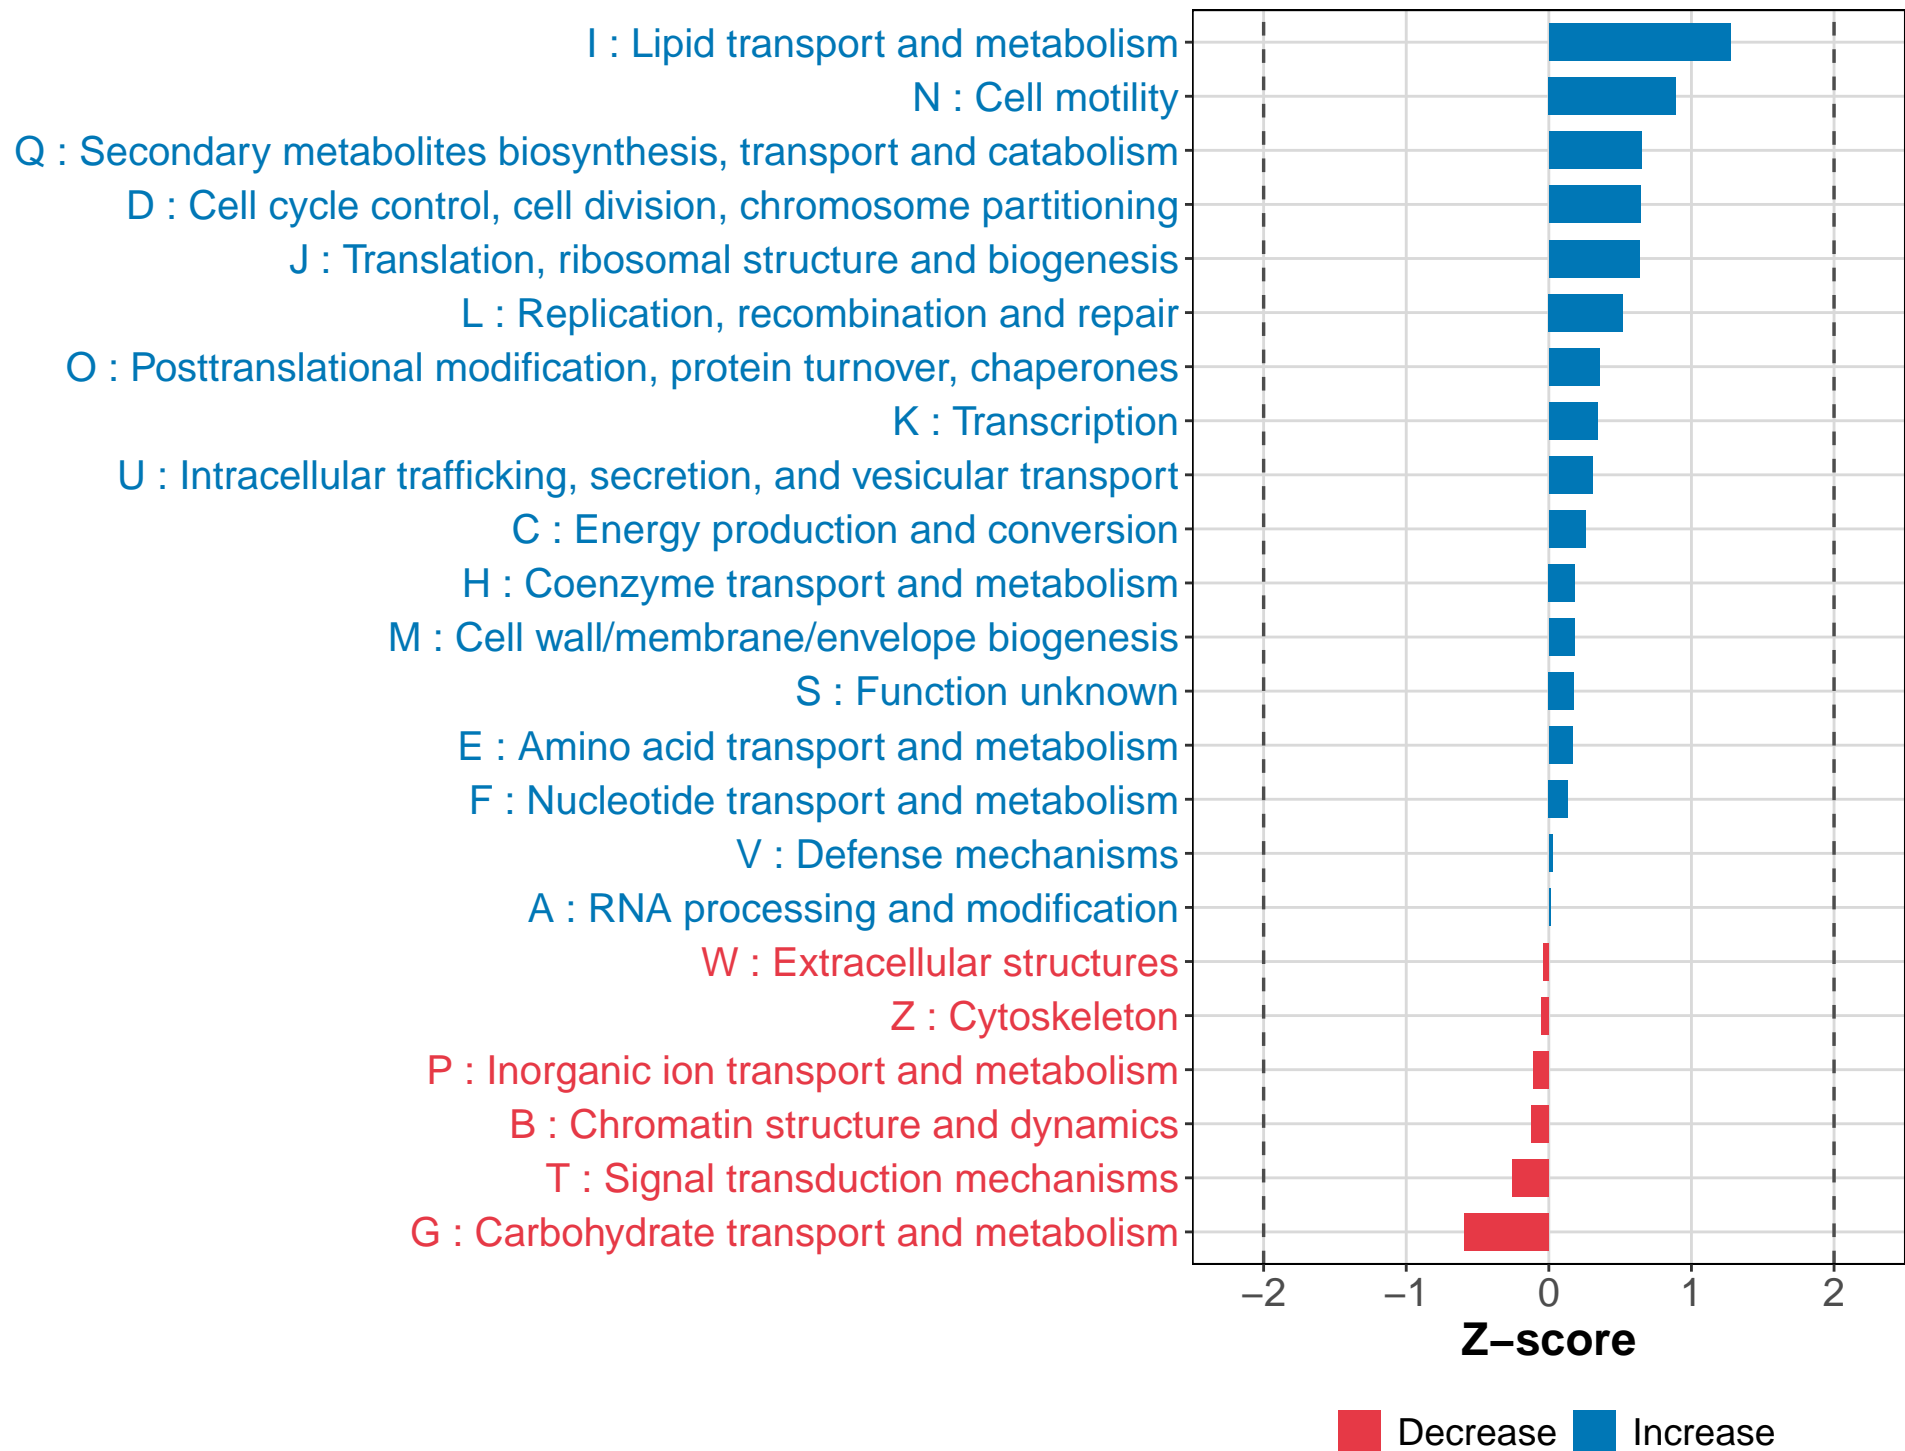 I : Lipid transport and metabolism
N : Cell motility
Q : Secondary metabolites biosynthesis, transport and catabolism
D : Cell cycle control, cell division, chromosome partitioning
J : Translation, ribosomal structure and biogenesis
L : Replication, recombination and repair
O : Posttranslational modification, protein turnover, chaperones
K : Transcription
U : Intracellular trafficking, secretion, and vesicular transport
C : Energy production and conversion
H : Coenzyme transport and metabolism
M : Cell wall/membrane/envelope biogenesis
S : Function unknown
E : Amino acid transport and metabolism
F : Nucleotide transport and metabolism
V : Defense mechanisms
A : RNA processing and modification
W : Extracellular structures
Z : Cytoskeleton
P : Inorganic ion transport and metabolism
B : Chromatin structure and dynamics
T : Signal transduction mechanisms
G : Carbohydrate transport and metabolism
−2 −1 0 1 2
Z−score
Decrease Increase